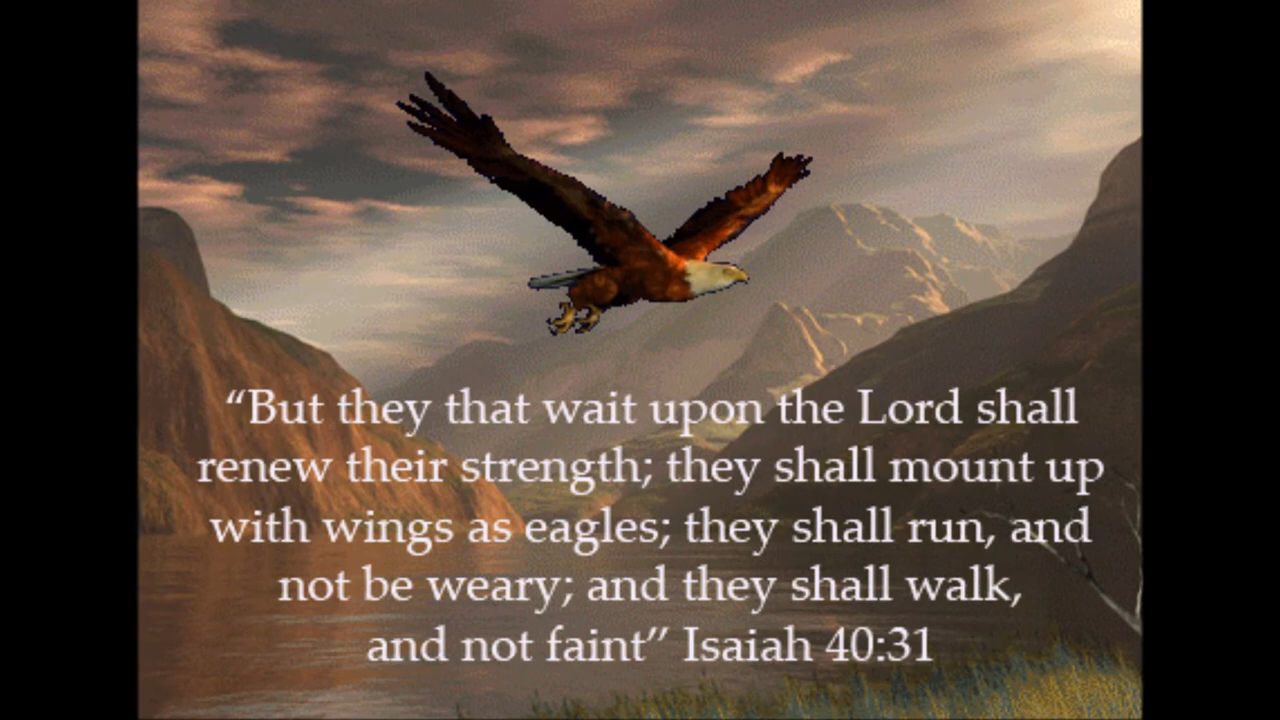 “But they that wait upon the Lord shall
renew their strength; they shall mount up
with wings as eagles; they shall run, and
not be weary; and they shall walk,
and not faint” Isaiah 40:31